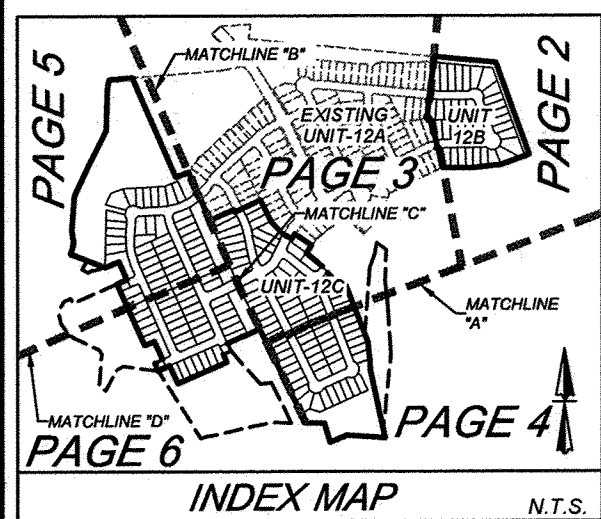 PAGE 5
MATCHLINE "B"
PAGE 2
EXISTING
UNIT-12A
UNIT
12B
PAGE 3
MATCHLINE "C"
UNIT-12C
MATCHLINE
"A"
MATCHLINE "D"
PAGE 6
PAGE 4
INDEX MAP
N.T.S.